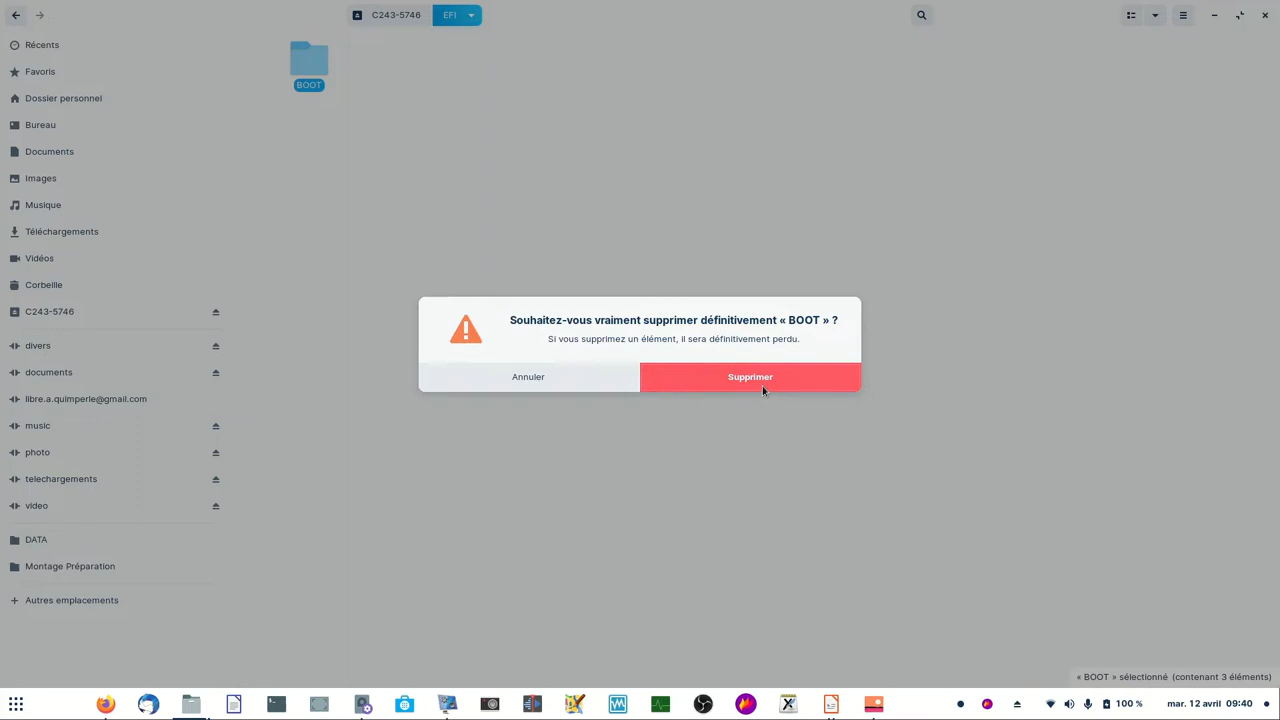 C243-5746
EFI
Récents
Favoris
Dossier personnel
Bureau
Documents
Images
Musique
Téléchargements
Vidéos
Corbeille
C243-5746
divers
documents
libre.a.quimperle@gmail.com
music
photo
telechargements
video
DATA
Montage Préparation
Autres emplacements
BOOT
Souhaitez-vous vraiment supprimer définitivement « BOOT » ?
Si vous supprimez un élément, il sera définitivement perdu.
Annuler
Supprimer
« BOOT » sélectionné (contenant 3 éléments)
100 %
mar. 12 avril 09:40